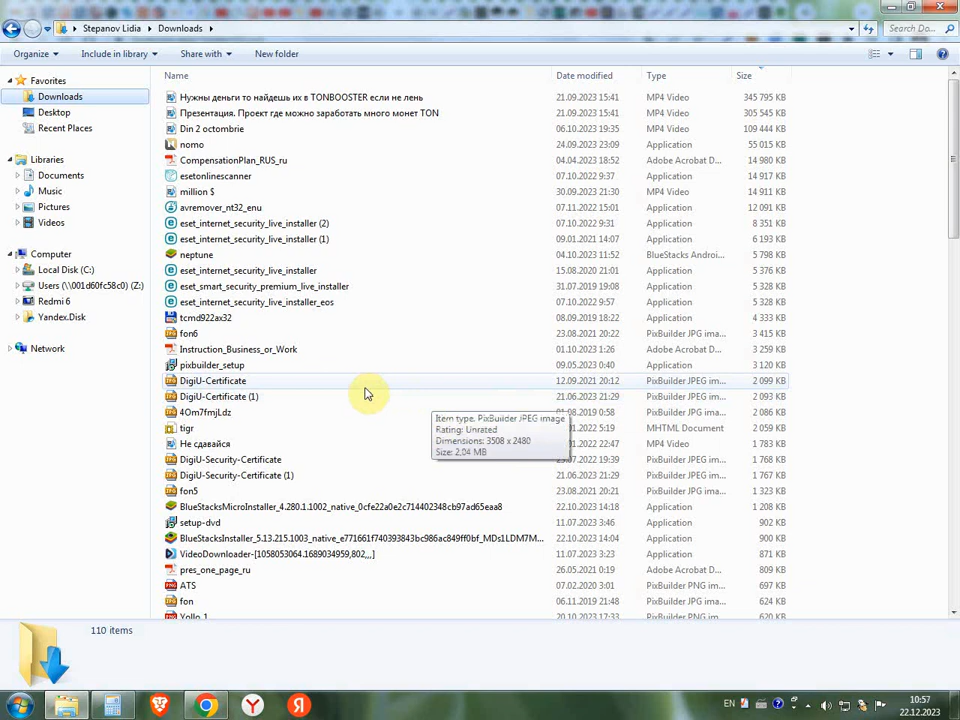 Stepanov Lidia ▸ Downloads ▸
Search Do...
Organize Include in library Share with New folder
Favorites
Downloads
Desktop
Recent Places
Libraries
Documents
Music
Pictures
Videos
Computer
Local Disk (C:)
Users (\\001d60fc58c0) (Z:)
Redmi 6
Yandex.Disk
Network
Name Date modified Type Size
Нужны деньги то найдешь их в TONBOOSTER если не лень 21.09.2023 15:41 MP4 Video 345 795 KB
Презентация. Проект где можно заработать много монет TON 21.09.2023 15:41 MP4 Video 305 545 KB
Din 2 octombrie 06.10.2023 19:35 MP4 Video 109 444 KB
nomo 24.09.2023 23:09 Application 55 015 KB
CompensationPlan_RUS_ru 04.04.2023 18:52 Adobe Acrobat D... 14 980 KB
esetonlinescanner 07.10.2022 9:37 Application 14 917 KB
million $ 30.09.2023 21:30 MP4 Video 14 911 KB
avremover_nt32_enu 07.11.2022 15:01 Application 12 091 KB
eset_internet_security_live_installer (2) 07.10.2022 9:37 Application 8 351 KB
eset_internet_security_live_installer (1) 09.01.2021 14:07 Application 6 193 KB
neptune 04.10.2023 11:52 BlueStacks Androi... 5 798 KB
eset_internet_security_live_installer 15.08.2020 21:01 Application 5 376 KB
eset_smart_security_premium_live_installer 31.07.2019 19:08 Application 5 328 KB
eset_internet_security_live_installer_eos 07.10.2022 9:57 Application 5 328 KB
tcmd922ax32 08.09.2019 18:22 Application 4 333 KB
fon6 23.08.2021 20:22 PixBuilder JPG ima... 3 415 KB
Instruction_Business_or_Work 01.10.2023 1:26 Adobe Acrobat D... 3 259 KB
pixbuilder_setup 09.05.2023 0:40 Application 3 120 KB
DigiU-Certificate 12.09.2021 20:12 PixBuilder JPEG im... 2 099 KB
DigiU-Certificate (1) 21.06.2023 21:29 PixBuilder JPEG im... 2 093 KB
4Om7fmjLdz .08.2019 0:58 PixBuilder JPG ima... 2 086 KB
tigr .01.2022 5:19 MHTML Document 2 089 KB
Не сдавайся .01.2022 22:47 MP4 Video 1 783 KB
DigiU-Security-Certificate .07.2022 19:39 PixBuilder JPEG im... 1 768 KB
DigiU-Security-Certificate (1) 21.06.2023 21:29 PixBuilder JPEG im... 1 768 KB
fon5 23.08.2021 20:21 PixBuilder JPG ima... 1 323 KB
BlueStacksMicroInstaller_4.280.1.1002_native_0cfe22a0e2c714402348cb97ad65eaa8 22.10.2023 14:18 Application 1 208 KB
setup-dvd 11.07.2023 3:46 Application 902 KB
BlueStacksInstaller_5.13.215.1003_native_e771661f740393843bc986ac849ff0bf_MDs1LDM7M... 22.10.2023 14:04 Application 900 KB
VideoDownloader-[1058053064.1689034959,802,,,] 11.07.2023 3:23 Application 871 KB
pres_one_page_ru 26.05.2021 0:19 Adobe Acrobat D... 809 KB
ATS 07.02.2020 3:01 PixBuilder PNG im... 697 KB
fon 06.11.2019 21:48 PixBuilder JPG ima... 624 KB
Yollo 1 20.10.2023 13:33 PixBuilder PNG im... 620 KB
Item type: PixBuilder JPEG image
Rating: Unrated
Dimensions: 3508 x 2480
Size: 2,04 MB
110 items
EN
10:57
22.12.2023